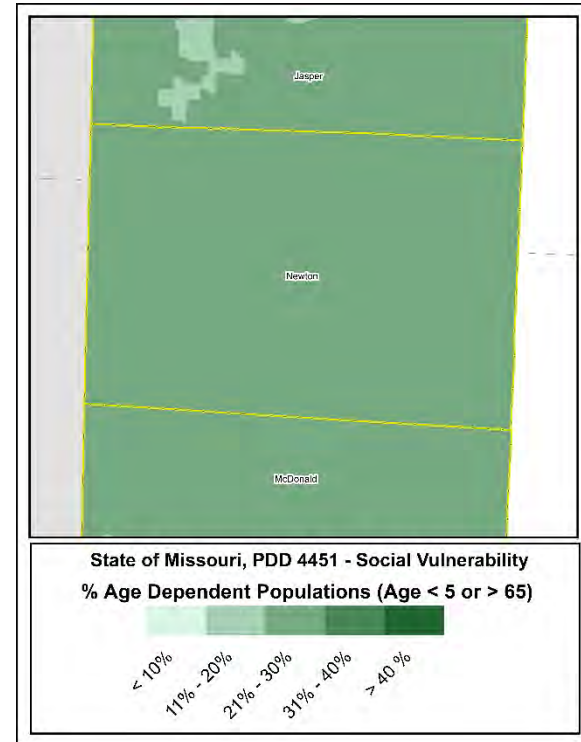 Jasper
Newton
McDonald
State of Missouri, PDD 4451 - Social Vulnerability
% Age Dependent Populations (Age < 5 or > 65)
< 10%
11% - 20%
21% - 30%
31% - 40%
> 40 %